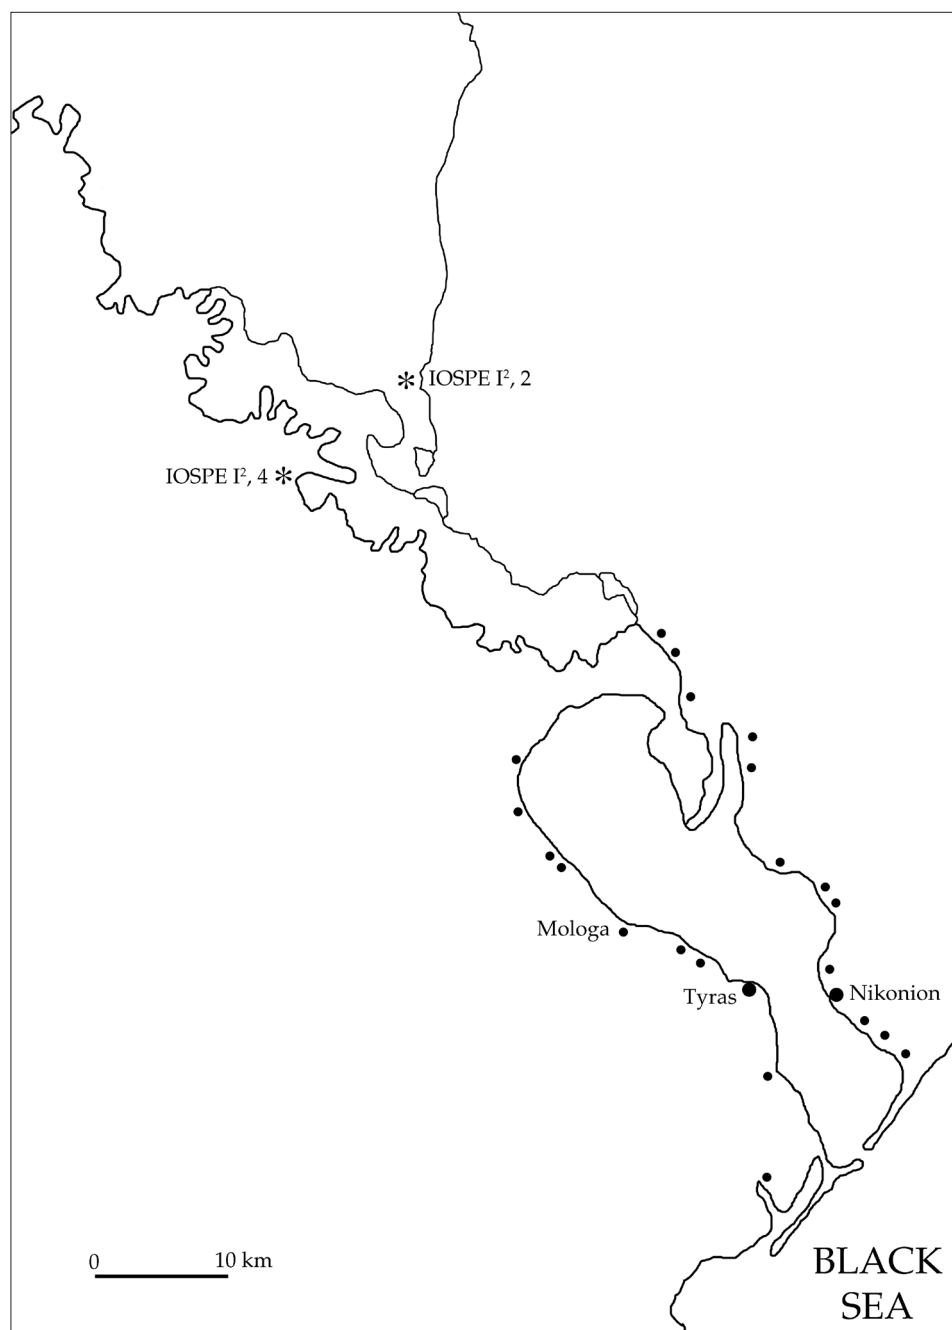 IOSPE I², 2
IOSPE I², 4
Mologa
Tyras
Nikonion
0 10 km
BLACK
SEA